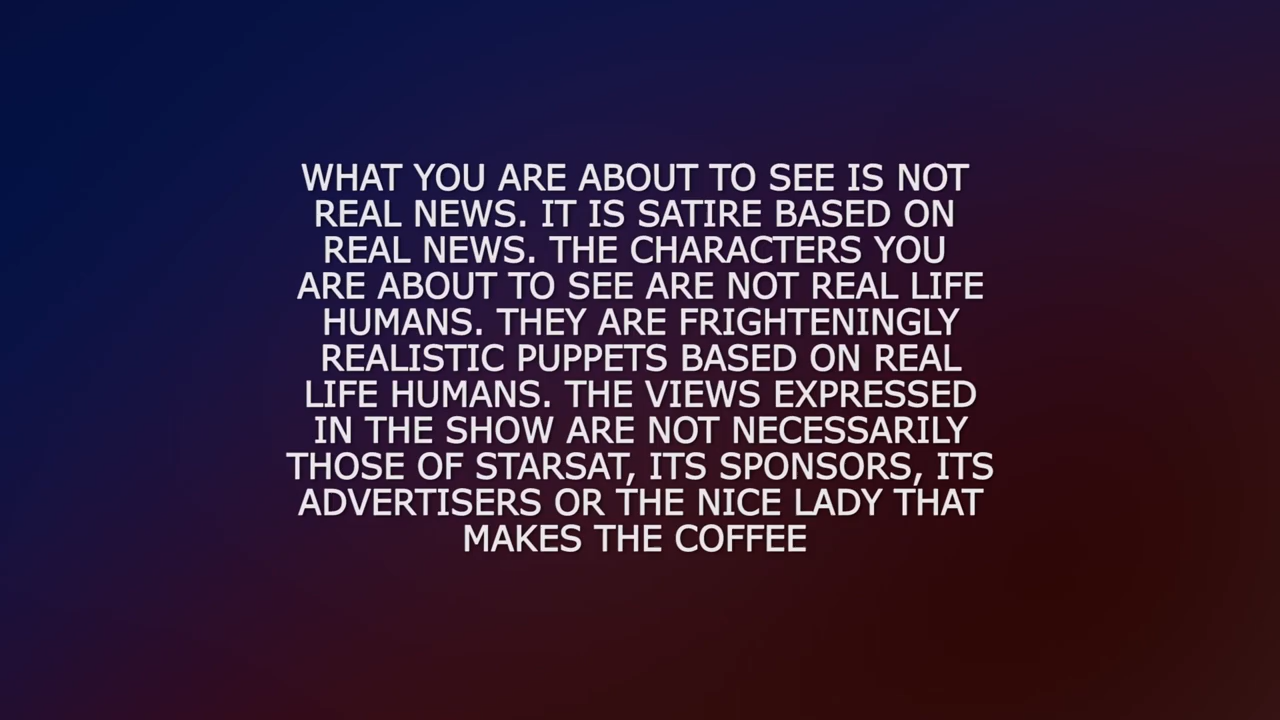 WHAT YOU ARE ABOUT TO SEE IS NOT
REAL NEWS. IT IS SATIRE BASED ON
REAL NEWS. THE CHARACTERS YOU
ARE ABOUT TO SEE ARE NOT REAL LIFE
HUMANS. THEY ARE FRIGHTENINGLY
REALISTIC PUPPETS BASED ON REAL
LIFE HUMANS. THE VIEWS EXPRESSED
IN THE SHOW ARE NOT NECESSARILY
THOSE OF STARSAT, ITS SPONSORS, ITS
ADVERTISERS OR THE NICE LADY THAT
MAKES THE COFFEE